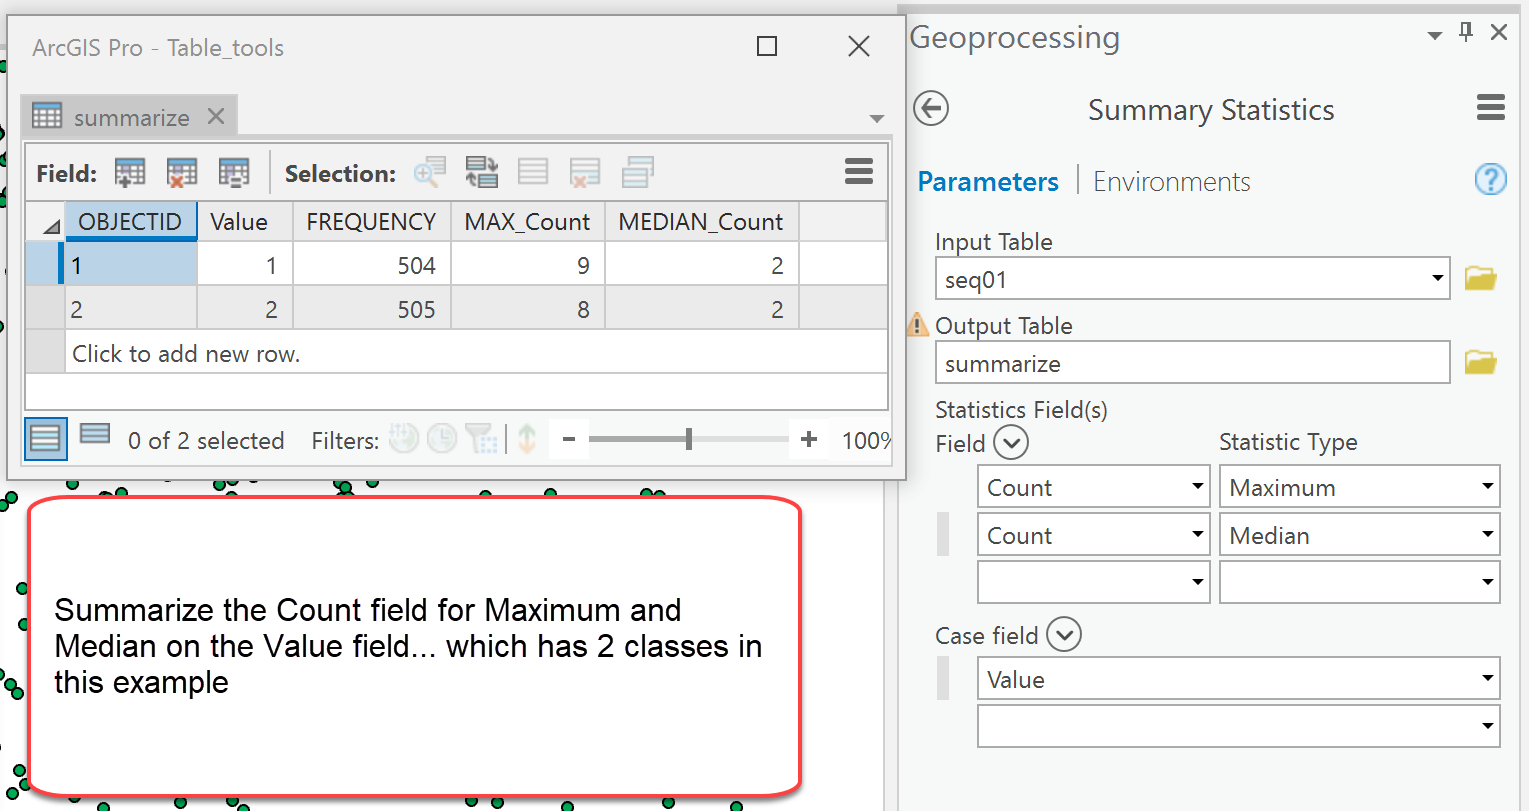 ArcGIS Pro - Table_tools
summarize
Field: Selection:
OBJECTID Value FREQUENCY MAX_Count MEDIAN_Count
1 1 504 9 2
2 2 505 8 2
Click to add new row.
0 of 2 selected Filters: - + 100%
Summarize the Count field for Maximum and
Median on the Value field... which has 2 classes in
this example
Geoprocessing
Summary Statistics
Parameters Environments ?
Input Table
seq01
Output Table
summarize
Statistics Field(s)
Field Statistic Type
Count Maximum
Count Median
Case field
Value